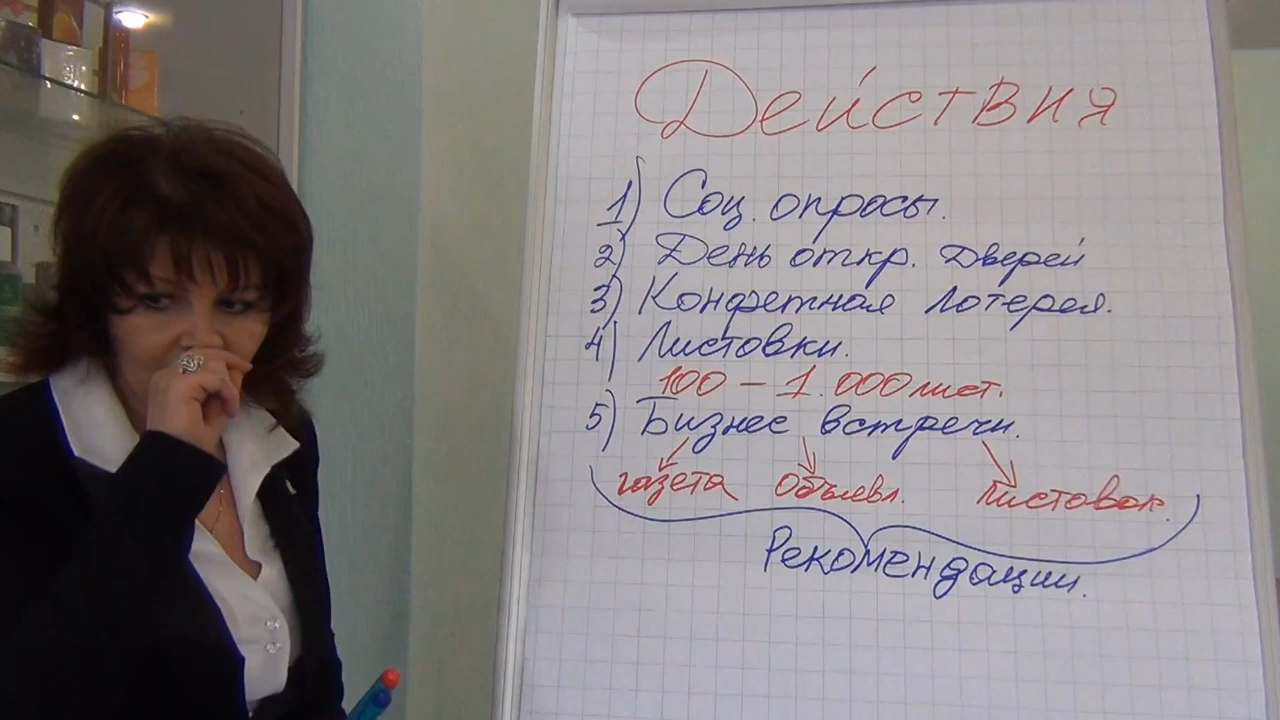 Действия
1) Соц. опросы.
2) День откр. Дверей
3) Конфетная лотерея.
4) Листовки.
100 – 1.000 лист.
5) Бизнес встречи.
газета Объявл. Листовок.
Рекомендации.